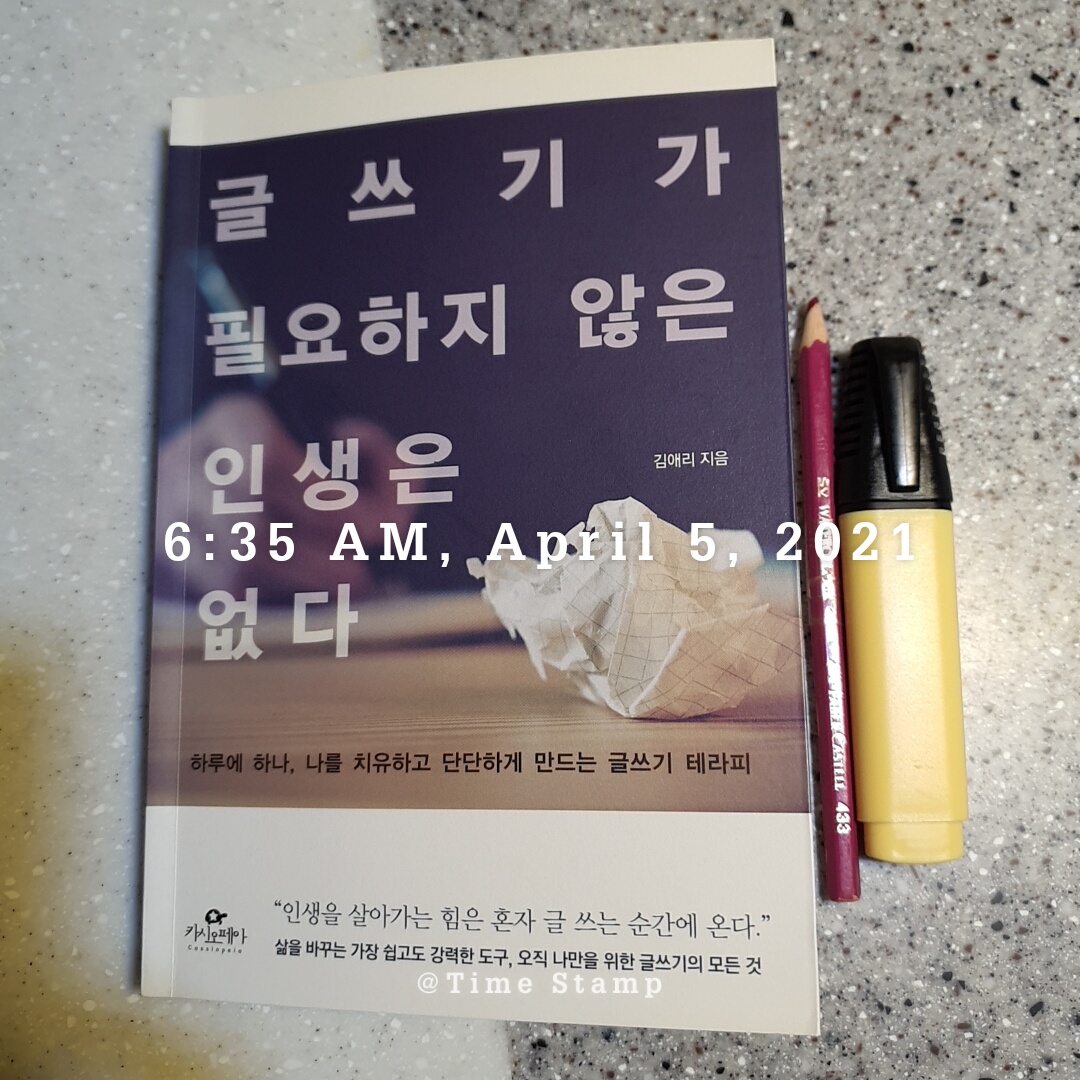 글 쓰 기 가
필요하지 않은
인생은
김애리 지음
6:35 AM, April 5, 2021
없다
하루에 하나, 나를 치유하고 단단하게 만드는 글쓰기 테라피
“인생을 살아가는 힘은 혼자 글 쓰는 순간에 온다.”
카시오페아
Cassiopeia
삶을 바꾸는 가장 쉽고도 강력한 도구, 오직 나만을 위한 글쓰기의 모든 것
@Time Stamp
CASTELL 433